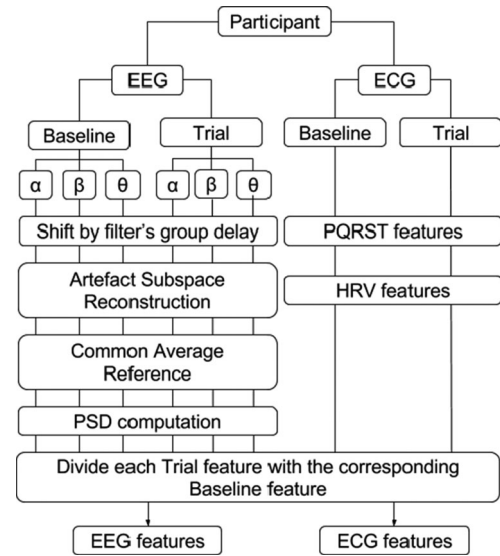 Participant
EEG
ECG
Baseline
Trial
Baseline
Trial
α
β
θ
α
β
θ
Shift by filter's group delay
PQRST features
Artefact Subspace
Reconstruction
HRV features
Common Average
Reference
PSD computation
Divide each Trial feature with the corresponding
Baseline feature
EEG features
ECG features